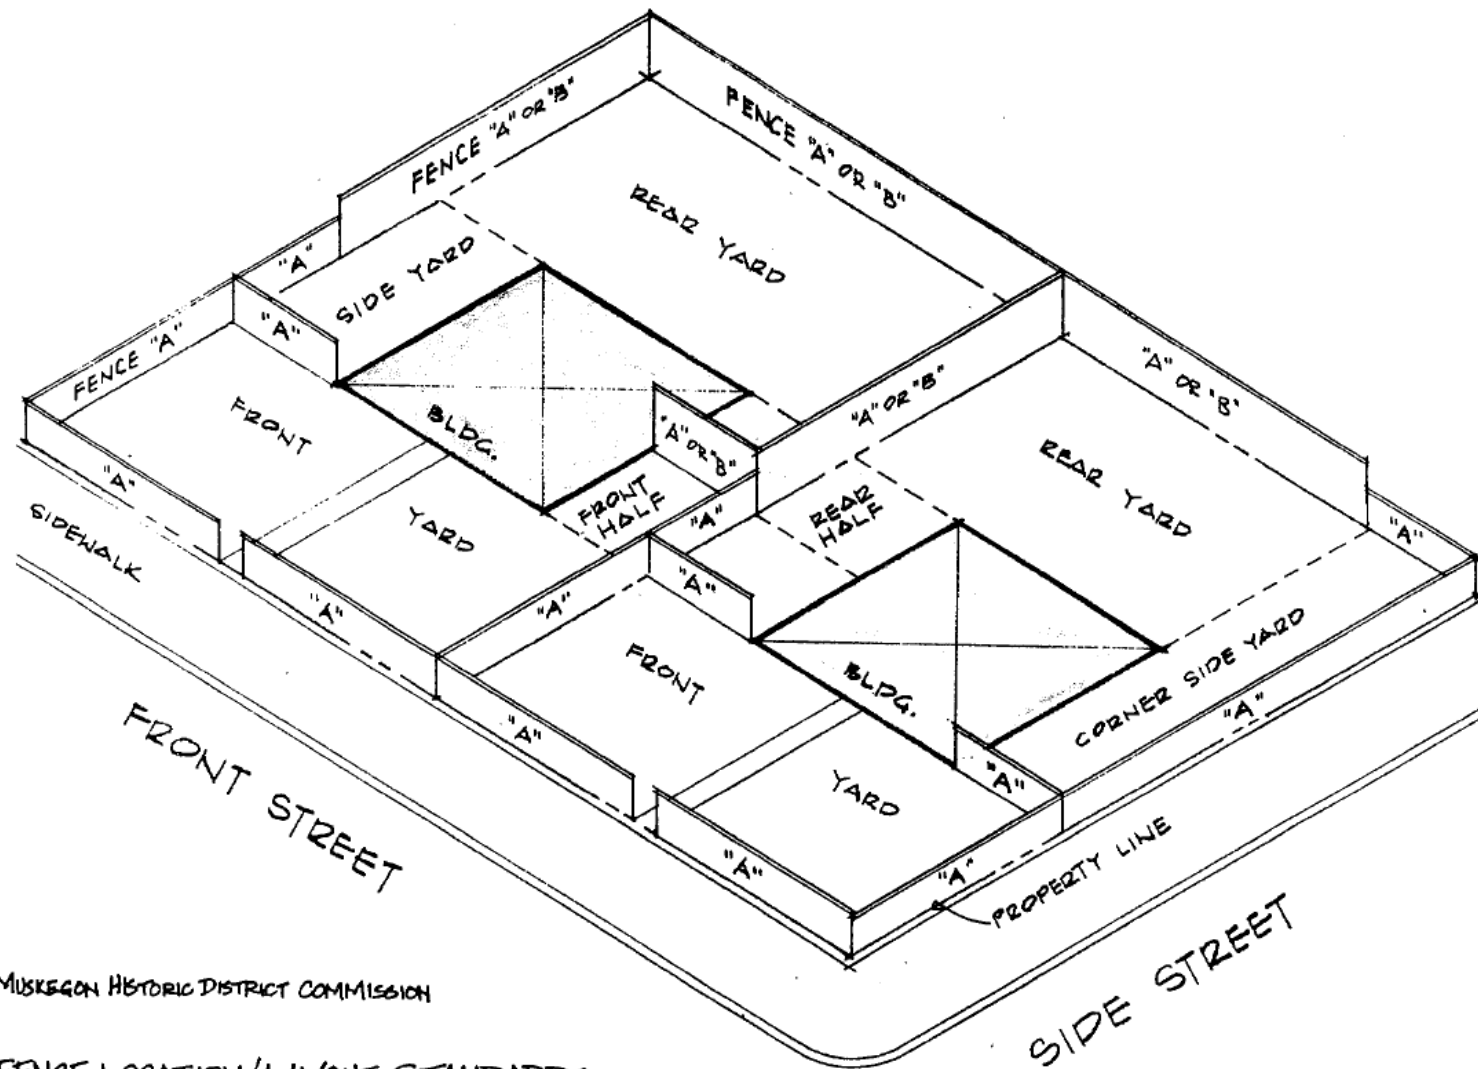 FENCE "A" OR "B"
FENCE "A" OR "B"
REAR YARD
"A"
SIDE YARD
"A"
FENCE "A"
FRONT
BLDG.
"A" OR "B"
"A" OR "B"
"A" OR "B"
REAR YARD
"A"
SIDEWALK
YARD
FRONT
HALF
"A"
REAR
HALF
"A"
"A"
"A"
"A"
FRONT
BLDG.
CORNER SIDE YARD
"A"
"A"
"A"
YARD
"A"
"A"
PROPERTY LINE
FRONT STREET
SIDE STREET
MUSKEGON HISTORIC DISTRICT COMMISSION